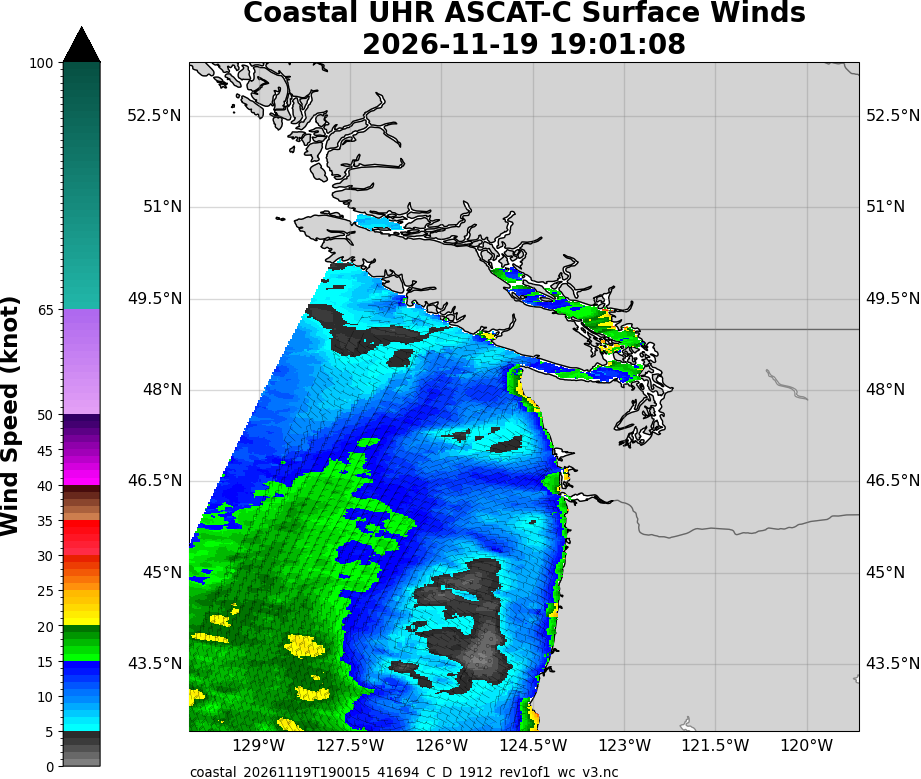 Coastal UHR ASCAT-C Surface Winds
2026-11-19 19:01:08
Wind Speed (knot)
100
65
50
45
40
35
30
25
20
15
10
5
0
52.5°N
51°N
49.5°N
48°N
46.5°N
45°N
43.5°N
52.5°N
51°N
49.5°N
48°N
46.5°N
45°N
43.5°N
129°W 127.5°W 126°W 124.5°W 123°W 121.5°W 120°W
coastal_20261119T190015_41694_C_D_1912_rev1of1_wc_v3.nc